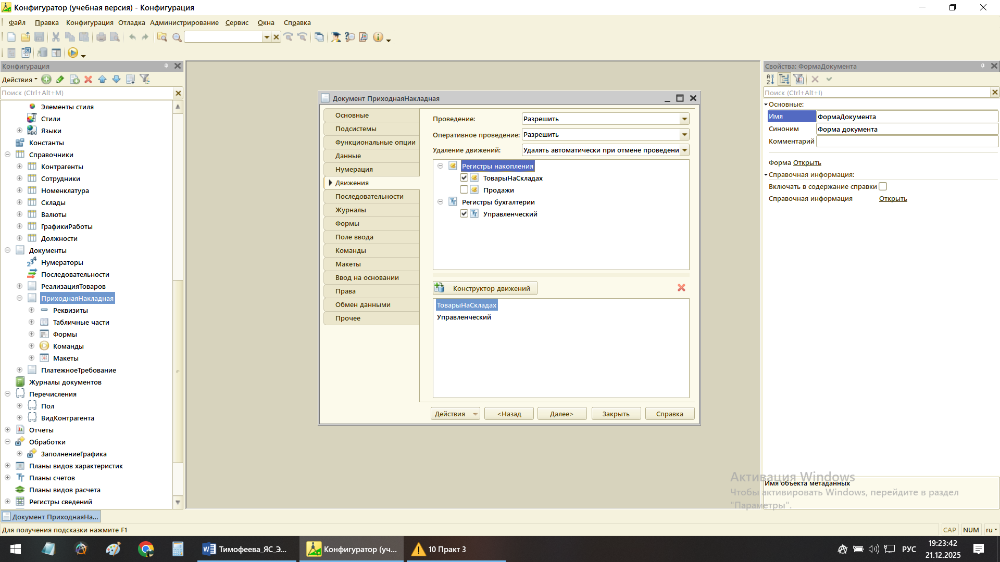 Конфигуратор (учебная версия) - Конфигурация
Файл Правка Конфигурация Отладка Администрирование Сервис Окна Справка
Конфигурация
Действия
Поиск (Ctrl+Alt+M)
Элементы стиля
Стили
Языки
Константы
Справочники
Контрагенты
Сотрудники
Номенклатура
Склады
Валюты
ГрафикиРаботы
Должности
Документы
Нумераторы
Последовательности
РеализацияТоваров
ПриходнаяНакладная
Реквизиты
Табличные части
Формы
Команды
Макеты
ПлатежноеТребование
Журналы документов
Перечисления
Пол
ВидКонтрагента
Отчеты
Обработки
ЗаполнениеГрафика
Планы видов характеристик
Планы счетов
Планы видов расчета
Регистры сведений
Документ ПриходнаяНакладная
Основные
Подсистемы
Функциональные опции
Данные
Нумерация
Движения
Последовательности
Журналы
Формы
Поле ввода
Команды
Макеты
Ввод на основании
Права
Обмен данными
Прочее
Проведение: Разрешить
Оперативное проведение: Разрешить
Удаление движений: Удалять автоматически при отмене проведени
Регистры накопления
ТоварыНаСкладах
Продажи
Регистры бухгалтерии
Управленческий
Конструктор движений
ТоварыНаСкладах
Управленческий
Действия <Назад Далее> Закрыть Справка
Свойства: ФормаДокумента
Поиск (Ctrl+Alt+I)
Основные:
Имя ФормаДокумента
Синоним Форма документа
Комментарий
Форма Открыть
Справочная информация:
Включать в содержание справки
Справочная информация Открыть
Имя объекта метаданных
Активация Windows
Чтобы активировать Windows, перейдите в раздел
"Параметры".
Документ ПриходнаяНа...
Для получения подсказки нажмите F1
CAP NUM ru
Тимофеева_ЯС_Э...
Конфигуратор (уч...
10 Практ 3
РУС
19:23:42
21.12.2025